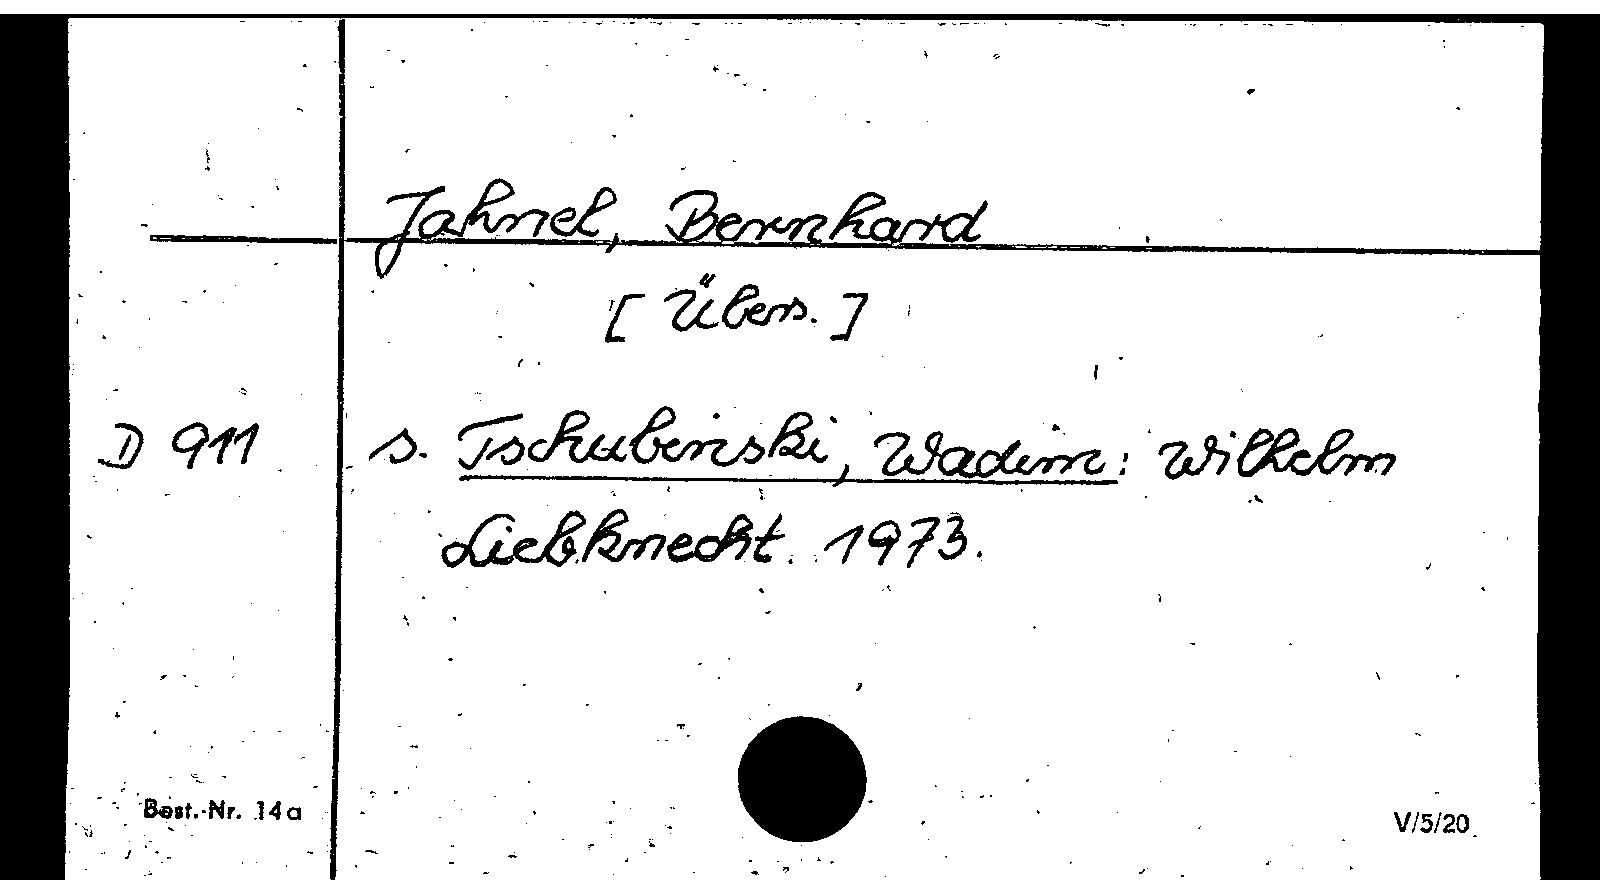 Jahnel, Bernhard
[Übers.]
D 911 s. Tschubinski, Wadim: Wilhelm
Liebknecht. 1973.
Best.-Nr. 14a V/5/20